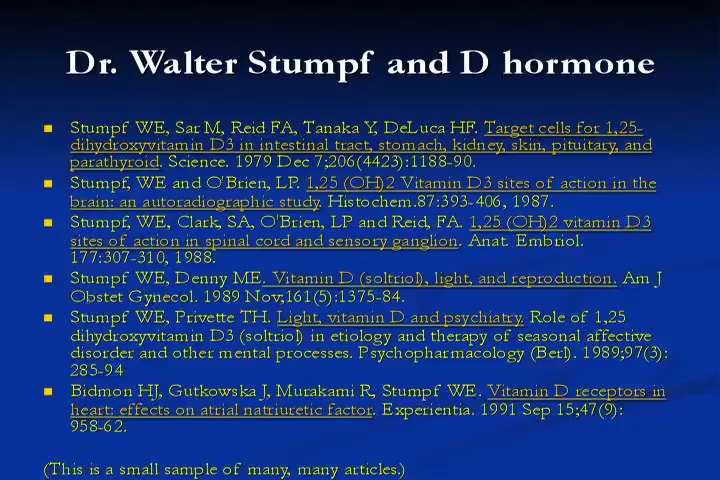 Dr. Walter Stumpf and D hormone
Stumpf WE, Sar M, Reid FA, Tanaka Y, DeLuca HF. Target cells for 1,25-
dihydroxyvitamin D3 in intestinal tract, stomach, kidney, skin, pituitary, and
parathyroid. Science. 1979 Dec 7;206(4423):1188-90.
Stumpf, WE and O'Brien, LP. 1,25 (OH)2 Vitamin D3 sites of action in the
brain: an autoradiographic study. Histochem.87:393-406, 1987.
Stumpf, WE, Clark, SA, O'Brien, LP and Reid, FA. 1,25 (OH)2 vitamin D3
sites of action in spinal cord and sensory ganglion. Anat. Embriol.
177:307-310, 1988.
Stumpf WE, Denny ME. Vitamin D (soltriol), light, and reproduction. Am J
Obstet Gynecol. 1989 Nov;161(5):1375-84.
Stumpf WE, Privette TH. Light, vitamin D and psychiatry. Role of 1,25
dihydroxyvitamin D3 (soltriol) in etiology and therapy of seasonal affective
disorder and other mental processes. Psychopharmacology (Berl). 1989;97(3):
285-94
Bidmon HJ, Gutkowska J, Murakami R, Stumpf WE. Vitamin D receptors in
heart: effects on atrial natriuretic factor. Experientia. 1991 Sep 15;47(9):
958-62.
(This is a small sample of many, many articles.)